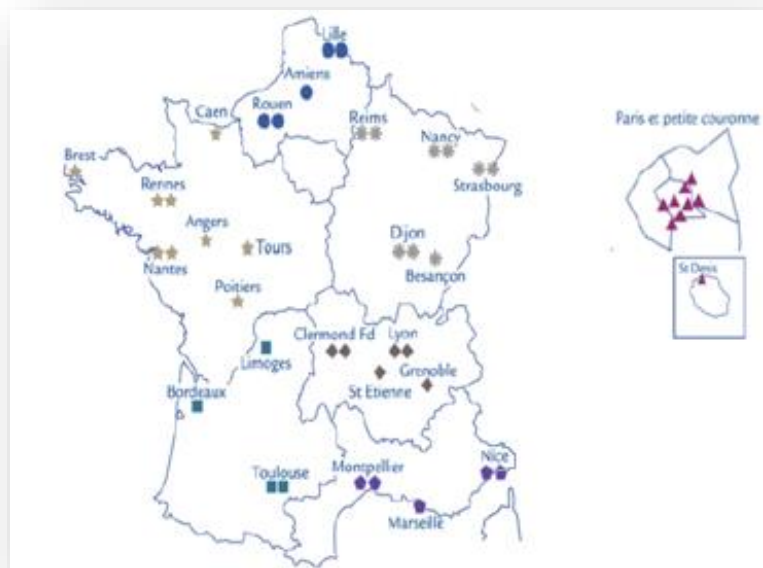 Lille
Amiens
Caen
Rouen
Reims
Nancy
Paris et petite couronne
Brest
Rennes
Strasbourg
Angers
Tours
Dijon
Nantes
Besançon
St Denis
Poitiers
Clermond Fd
Lyon
Limoges
Grenoble
St Etienne
Bordeaux
Toulouse
Montpellier
Nice
Marseille